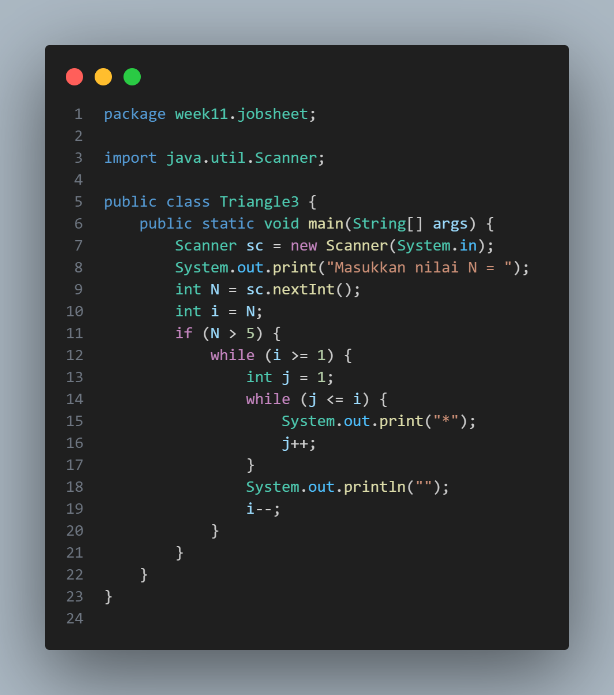 1 package week11.jobsheet;
2
3 import java.util.Scanner;
4
5 public class Triangle3 {
6     public static void main(String[] args) {
7         Scanner sc = new Scanner(System.in);
8         System.out.print("Masukkan nilai N = ");
9         int N = sc.nextInt();
10         int i = N;
11         if (N > 5) {
12             while (i >= 1) {
13                 int j = 1;
14                 while (j <= i) {
15                     System.out.print("*");
16                     j++;
17                 }
18                 System.out.println("");
19                 i--;
20             }
21         }
22     }
23 }
24